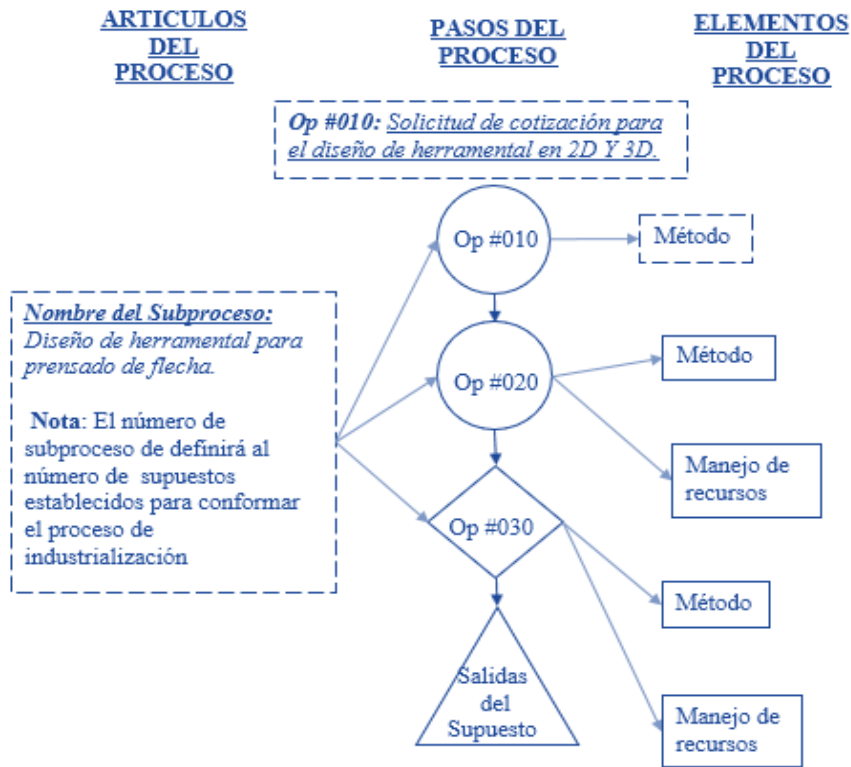 ARTICULOS
DEL
PROCESO
PASOS DEL
PROCESO
ELEMENTOS
DEL
PROCESO
Op #010: Solicitud de cotización para
el diseño de herramental en 2D Y 3D.
Op #010
Método
Nombre del Subproceso:
Diseño de herramental para
prensado de flecha.
Nota: El número de
subproceso de definirá al
número de supuestos
establecidos para conformar
el proceso de
industrialización
Op #020
Método
Manejo de
recursos
Op #030
Método
Manejo de
recursos
Salidas
del
Supuesto